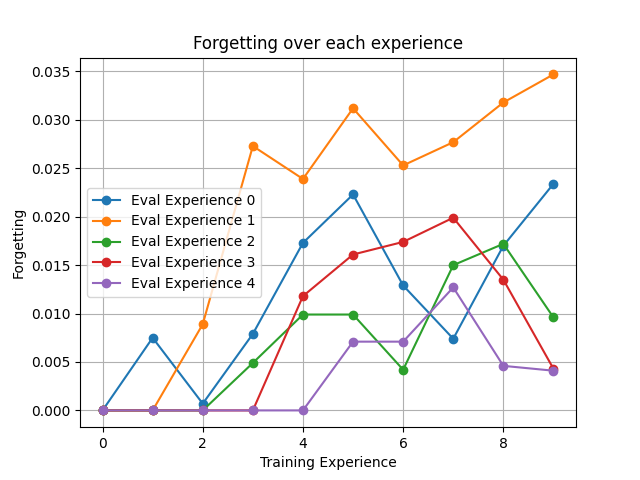 Forgetting over each experience
0.035
0.030
0.025
0.020
0.015
0.010
0.005
0.000
Forgetting
Eval Experience 0
Eval Experience 1
Eval Experience 2
Eval Experience 3
Eval Experience 4
0 2 4 6 8
Training Experience